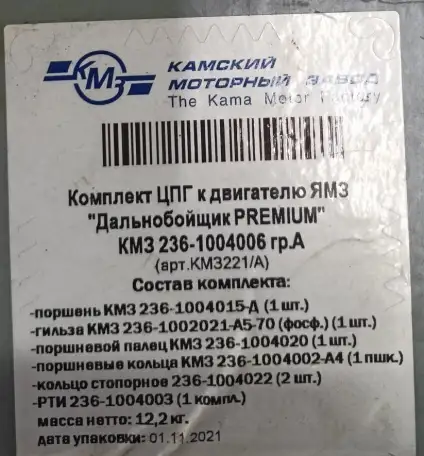 КМЗ
КАМСКИЙ
МОТОРНЫЙ ЗАВОД
The Kama Motor Factory
Комплект ЦПГ к двигателю ЯМЗ
"Дальнобойщик PREMIUM"
КМЗ 236-1004006 гр.А
(арт.КМЗ221/А)
Состав комплекта:
-поршень КМЗ 236-1004015-Д (1 шт.)
-гильза КМЗ 236-1002021-А5-70 (фосф.) (1 шт.)
-поршневой палец КМЗ 236-1004020 (1 шт.)
-поршневые кольца КМЗ 236-1004002-А4 (1 пшк.)
-кольцо стопорное 236-1004022 (2 шт.)
-РТИ 236-1004003 (1 компл.)
масса нетто: 12,2 кг.
дата упаковки: 01.11.2021